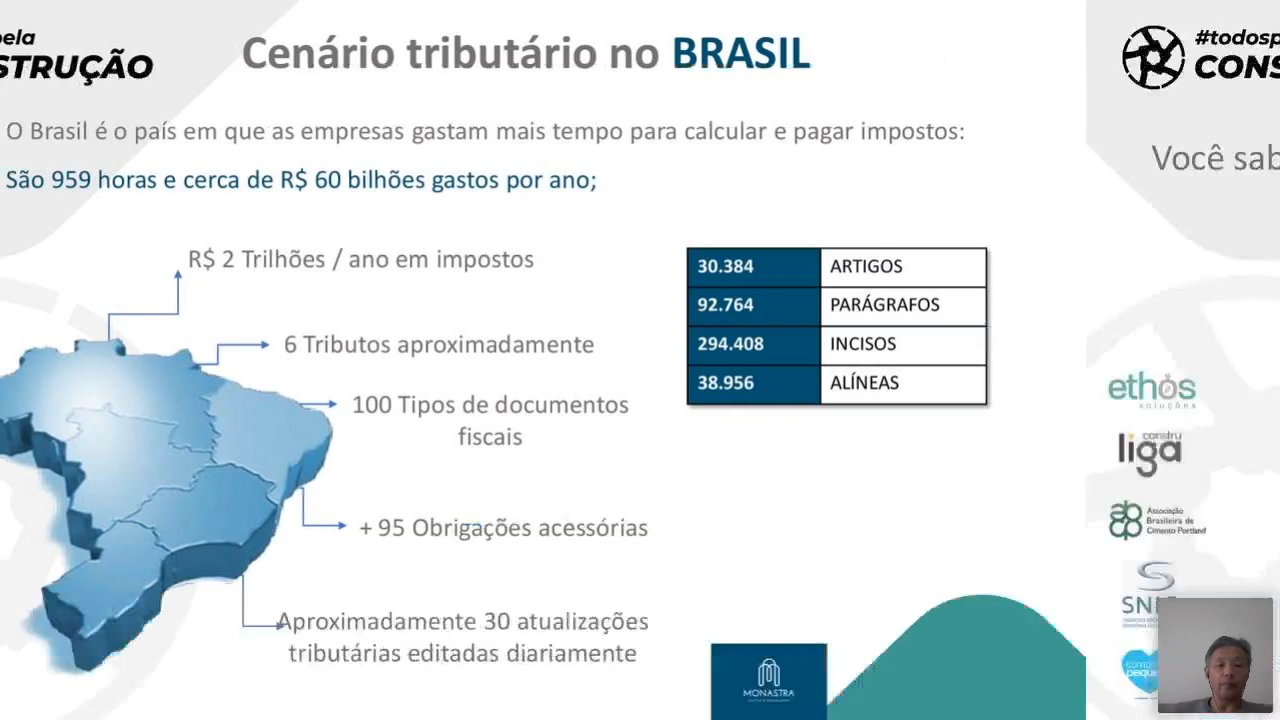 pela
STRUÇÃO
Cenário tributário no BRASIL
#todosp
CONS
O Brasil é o país em que as empresas gastam mais tempo para calcular e pagar impostos:
São 959 horas e cerca de R$ 60 bilhões gastos por ano;
Você sab
R$ 2 Trilhões / ano em impostos
6 Tributos aproximadamente
100 Tipos de documentos
fiscais
+ 95 Obrigações acessórias
Aproximadamente 30 atualizações
tributárias editadas diariamente
30.384 ARTIGOS
92.764 PARÁGRAFOS
294.408 INCISOS
38.956 ALÍNEAS
MONASTRA
ethos
soluções
constru
liga
Associação
Brasileira de
Cimento Portland